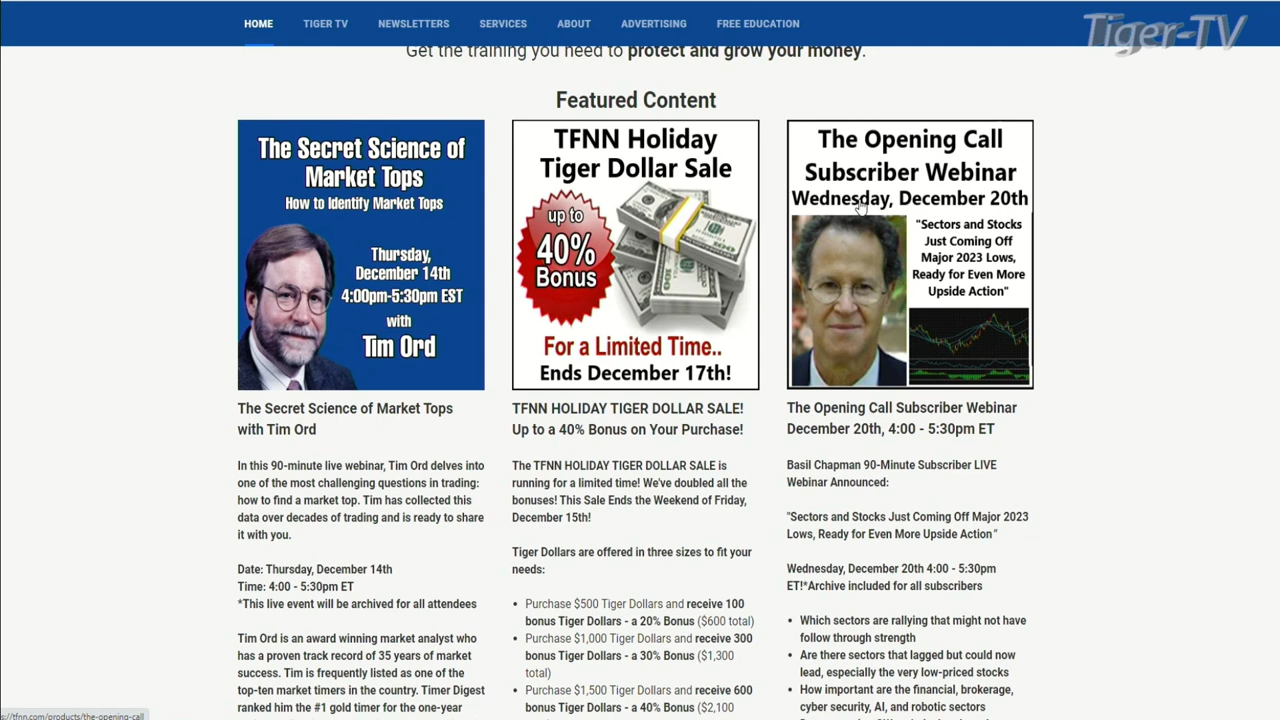 HOME
TIGER TV
NEWSLETTERS
SERVICES
ABOUT
ADVERTISING
FREE EDUCATION
Tiger-TV
Get the training you need to protect and grow your money.
Featured Content
The Secret Science of
Market Tops
How to Identify Market Tops
Thursday,
December 14th
4:00pm-5:30pm EST
with
Tim Ord
The Secret Science of Market Tops
with Tim Ord
In this 90-minute live webinar, Tim Ord delves into
one of the most challenging questions in trading:
how to find a market top. Tim has collected this
data over decades of trading and is ready to share
it with you.
Date: Thursday, December 14th
Time: 4:00 - 5:30pm ET
*This live event will be archived for all attendees
Tim Ord is an award winning market analyst who
has a proven track record of 35 years of market
success. Tim is frequently listed as one of the
top-ten market timers in the country. Timer Digest
ranked him the #1 gold timer for the one-year
TFNN Holiday
Tiger Dollar Sale
up to
40%
Bonus
For a Limited Time..
Ends December 17th!
TFNN HOLIDAY TIGER DOLLAR SALE!
Up to a 40% Bonus on Your Purchase!
The TFNN HOLIDAY TIGER DOLLAR SALE is
running for a limited time! We've doubled all the
bonuses! This Sale Ends the Weekend of Friday,
December 15th!
Tiger Dollars are offered in three sizes to fit your
needs:
• Purchase $500 Tiger Dollars and receive 100
bonus Tiger Dollars - a 20% Bonus ($600 total)
• Purchase $1,000 Tiger Dollars and receive 300
bonus Tiger Dollars - a 30% Bonus ($1,300
total)
• Purchase $1,500 Tiger Dollars and receive 600
bonus Tiger Dollars - a 40% Bonus ($2,100
The Opening Call
Subscriber Webinar
Wednesday, December 20th
"Sectors and Stocks
Just Coming Off
Major 2023 Lows,
Ready for Even More
Upside Action"
The Opening Call Subscriber Webinar
December 20th, 4:00 - 5:30pm ET
Basil Chapman 90-Minute Subscriber LIVE
Webinar Announced:
"Sectors and Stocks Just Coming Off Major 2023
Lows, Ready for Even More Upside Action"
Wednesday, December 20th 4:00 - 5:30pm
ET!*Archive included for all subscribers
• Which sectors are rallying that might not have
follow through strength
• Are there sectors that lagged but could now
lead, especially the very low-priced stocks
• How important are the financial, brokerage,
cyber security, AI, and robotic sectors
s://tfnn.com/products/the-opening-call